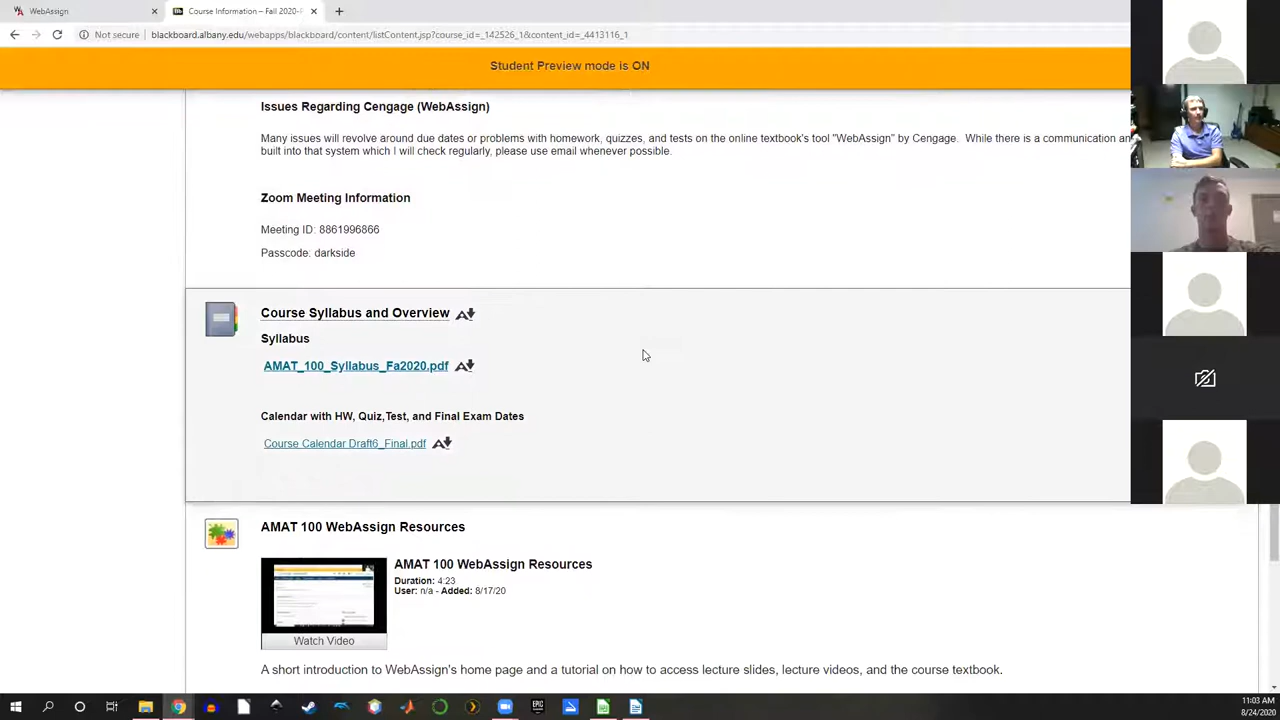 WebAssign
Course Information – Fall 2020-F
Not secure
blackboard.albany.edu/webapps/blackboard/content/listContent.jsp?course_id=_142526_1&content_id=_4413116_1
Student Preview mode is ON
Issues Regarding Cengage (WebAssign)
Many issues will revolve around due dates or problems with homework, quizzes, and tests on the online textbook's tool "WebAssign" by Cengage. While there is a communication an
built into that system which I will check regularly, please use email whenever possible.
Zoom Meeting Information
Meeting ID: 8861996866
Passcode: darkside
Course Syllabus and Overview
Syllabus
AMAT_100_Syllabus_Fa2020.pdf
Calendar with HW, Quiz,Test, and Final Exam Dates
Course Calendar Draft6_Final.pdf
AMAT 100 WebAssign Resources
AMAT 100 WebAssign Resources
Duration: 4:23
User: n/a - Added: 8/17/20
Watch Video
A short introduction to WebAssign's home page and a tutorial on how to access lecture slides, lecture videos, and the course textbook.
11:03 AM
8/24/2020